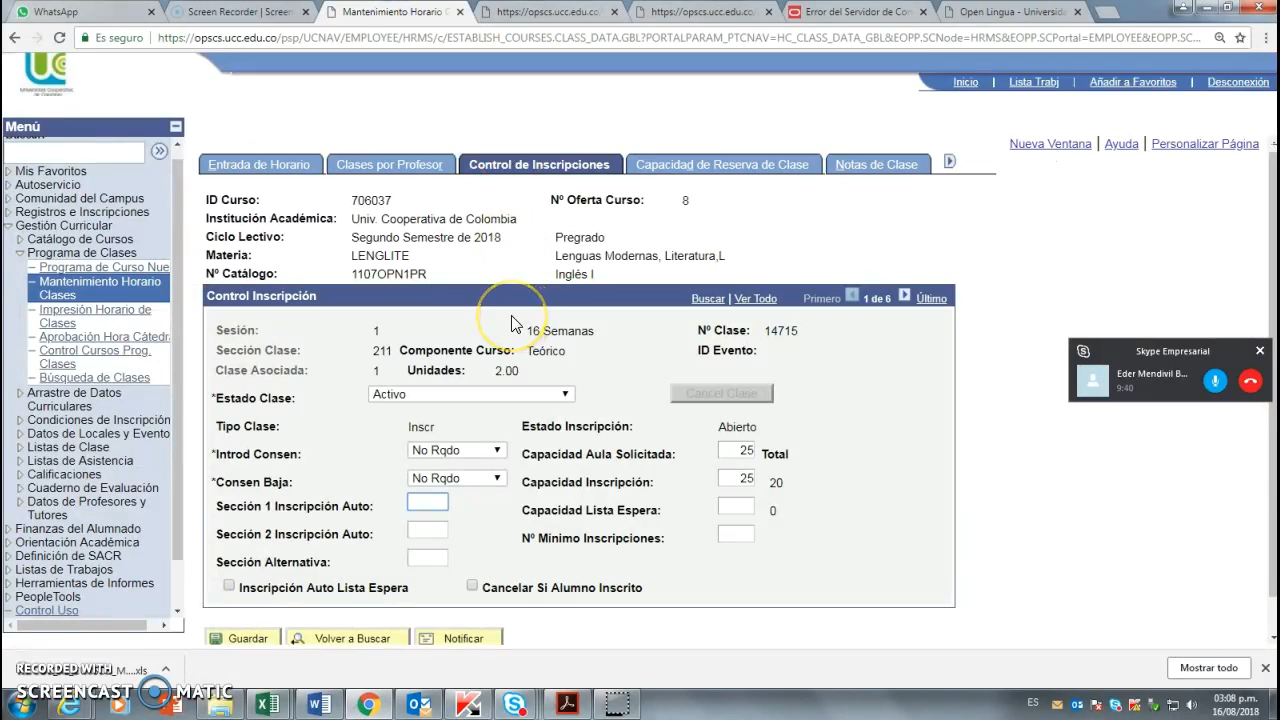 WhatsApp
Screen Recorder | Screen
Mantenimiento Horario C
https://opscs.ucc.edu.co/
https://opscs.ucc.edu.co/
Error del Servidor de Con
Open Lingua - Universida
Es seguro
https://opscs.ucc.edu.co/psp/UCCNAV/EMPLOYEE/HRMS/c/ESTABLISH_COURSES.CLASS_DATA.GBL?PORTALPARAM_PTCNAV=HC_CLASS_DATA_GBL&EOPP.SCNode=HRMS&EOPP.SCPortal=EMPLOYEE&EOPP.SC...
Inicio | Lista Trabj | Añadir a Favoritos | Desconexión
Menú
Buscar:
Mis Favoritos
Autoservicio
Comunidad del Campus
Registros e Inscripciones
Gestión Curricular
Catálogo de Cursos
Programa de Clases
– Programa de Curso Nue
– Mantenimiento Horario
Clases
– Impresión Horario de
Clases
– Aprobación Hora Cátedr
– Control Cursos Prog.
Clases
– Búsqueda de Clases
Arrastre de Datos
Curriculares
Condiciones de Inscripción
Datos de Locales y Evento
Listas de Clase
Listas de Asistencia
Calificaciones
Cuaderno de Evaluación
Datos de Profesores y
Tutores
Finanzas del Alumnado
Orientación Académica
Definición de SACR
Listas de Trabajos
Herramientas de Informes
PeopleTools
Control Uso
Nueva Ventana | Ayuda | Personalizar Página
Entrada de Horario
Clases por Profesor
Control de Inscripciones
Capacidad de Reserva de Clase
Notas de Clase
ID Curso: 706037 Nº Oferta Curso: 8
Institución Académica: Univ. Cooperativa de Colombia
Ciclo Lectivo: Segundo Semestre de 2018 Pregrado
Materia: LENGLITE Lenguas Modernas, Literatura,L
Nº Catálogo: 1107OPN1PR Inglés I
Control Inscripción Buscar | Ver Todo Primero 1 de 6 Último
Sesión: 1 16 Semanas Nº Clase: 14715
Sección Clase: 211 Componente Curso: Teórico ID Evento:
Clase Asociada: 1 Unidades: 2.00
*Estado Clase: Activo Cancel Clase
Tipo Clase: Inscr Estado Inscripción: Abierto
*Introd Consen: No Rqdo Capacidad Aula Solicitada: 25 Total
*Consen Baja: No Rqdo Capacidad Inscripción: 25 20
Sección 1 Inscripción Auto: Capacidad Lista Espera: 0
Sección 2 Inscripción Auto: Nº Mínimo Inscripciones:
Sección Alternativa:
Inscripción Auto Lista Espera Cancelar Si Alumno Inscrito
Guardar Volver a Buscar Notificar
Skype Empresarial
Eder Mendivil B...
9:40
RECORDED WITH
SCREENCAST MATIC
M....xls
Mostrar todo
ES
03:08 p.m.
16/08/2018